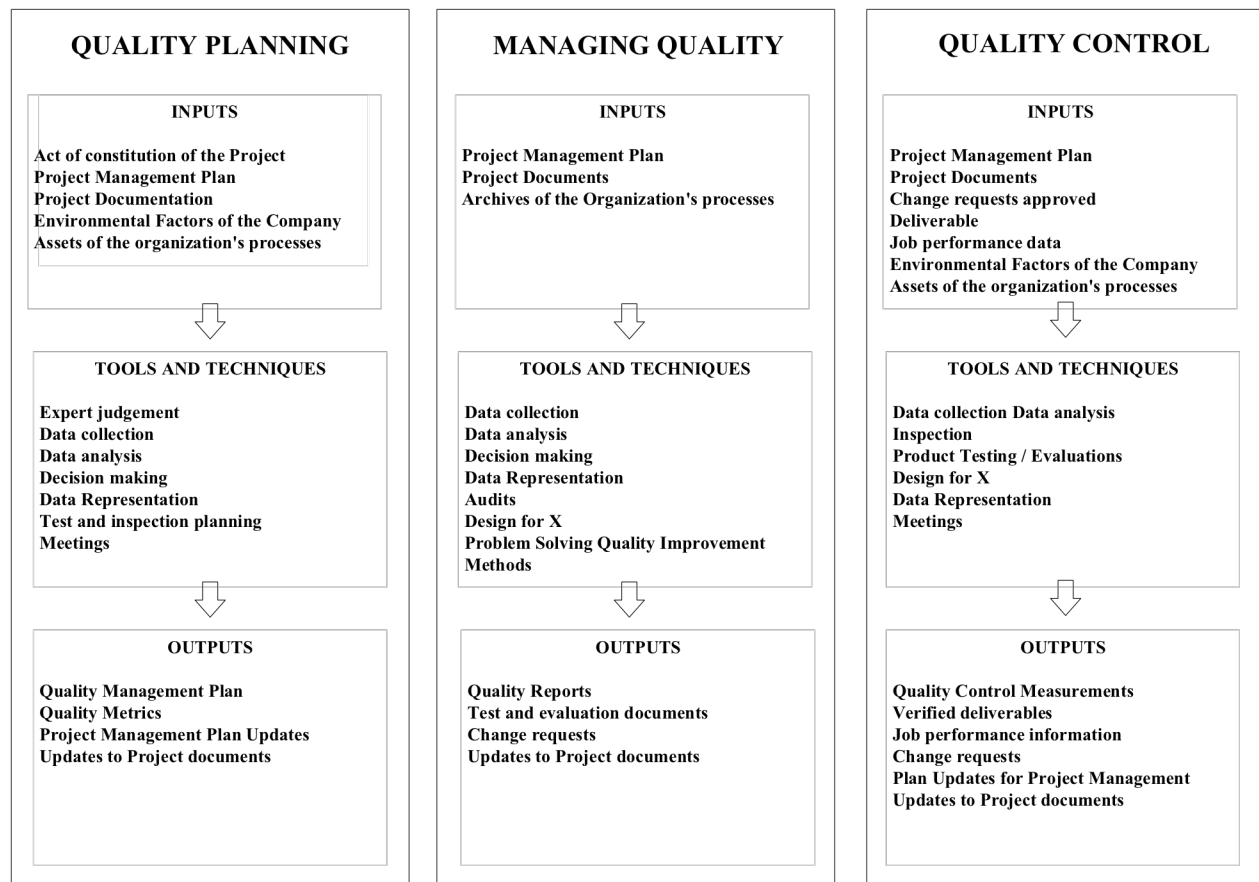 QUALITY PLANNING
INPUTS
Act of constitution of the Project
Project Management Plan
Project Documentation
Environmental Factors of the Company
Assets of the organization's processes
TOOLS AND TECHNIQUES
Expert judgement
Data collection
Data analysis
Decision making
Data Representation
Test and inspection planning
Meetings
OUTPUTS
Quality Management Plan
Quality Metrics
Project Management Plan Updates
Updates to Project documents
MANAGING QUALITY
INPUTS
Project Management Plan
Project Documents
Archives of the Organization's processes
TOOLS AND TECHNIQUES
Data collection
Data analysis
Decision making
Data Representation
Audits
Design for X
Problem Solving Quality Improvement
Methods
OUTPUTS
Quality Reports
Test and evaluation documents
Change requests
Updates to Project documents
QUALITY CONTROL
INPUTS
Project Management Plan
Project Documents
Change requests approved
Deliverable
Job performance data
Environmental Factors of the Company
Assets of the organization's processes
TOOLS AND TECHNIQUES
Data collection Data analysis
Inspection
Product Testing / Evaluations
Design for X
Data Representation
Meetings
OUTPUTS
Quality Control Measurements
Verified deliverables
Job performance information
Change requests
Plan Updates for Project Management
Updates to Project documents